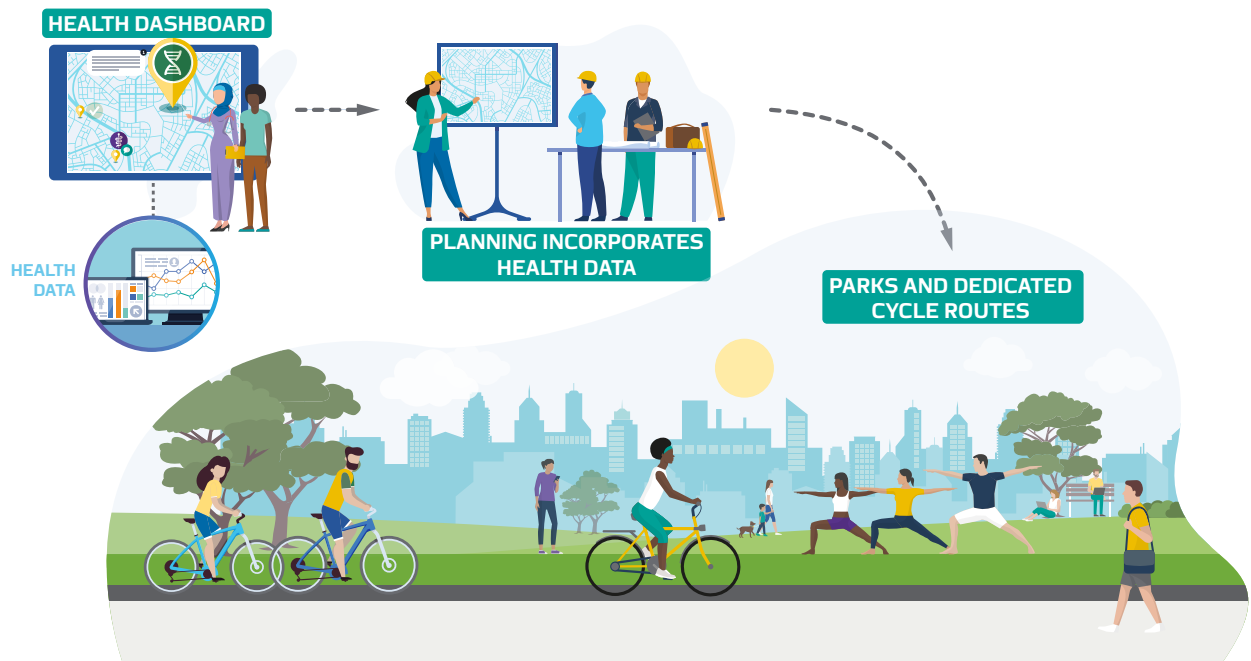 HEALTH DASHBOARD
HEALTH
DATA
PLANNING INCORPORATES
HEALTH DATA
PARKS AND DEDICATED
CYCLE ROUTES